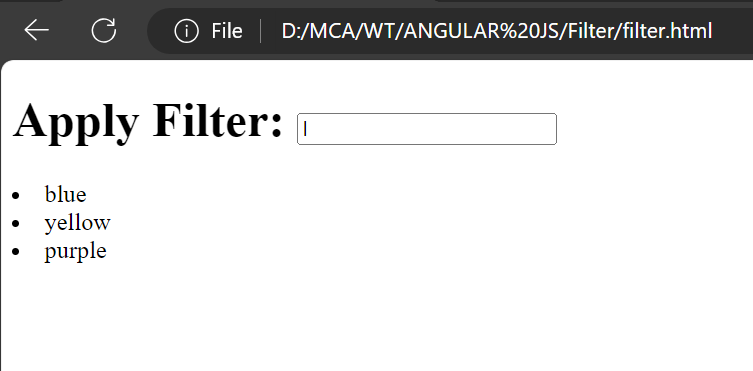 File D:/MCA/WT/ANGULAR%20JS/Filter/filter.html
Apply Filter: l
blue
yellow
purple